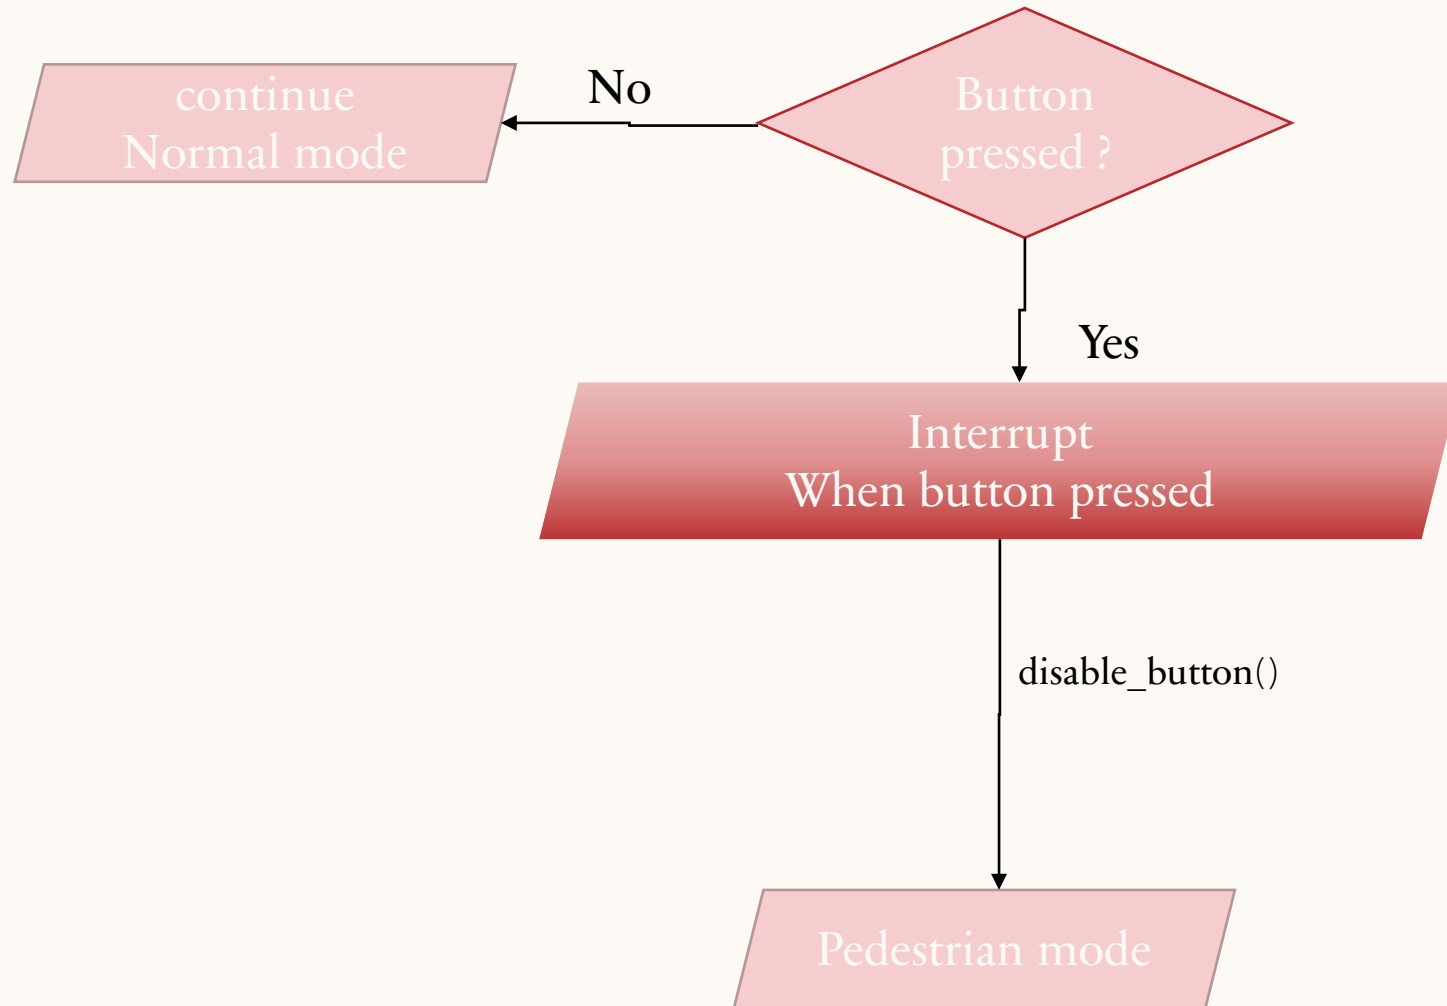 continue
Normal mode
No
Button
pressed ?
Yes
Interrupt
When button pressed
disable_button()
Pedestrian mode